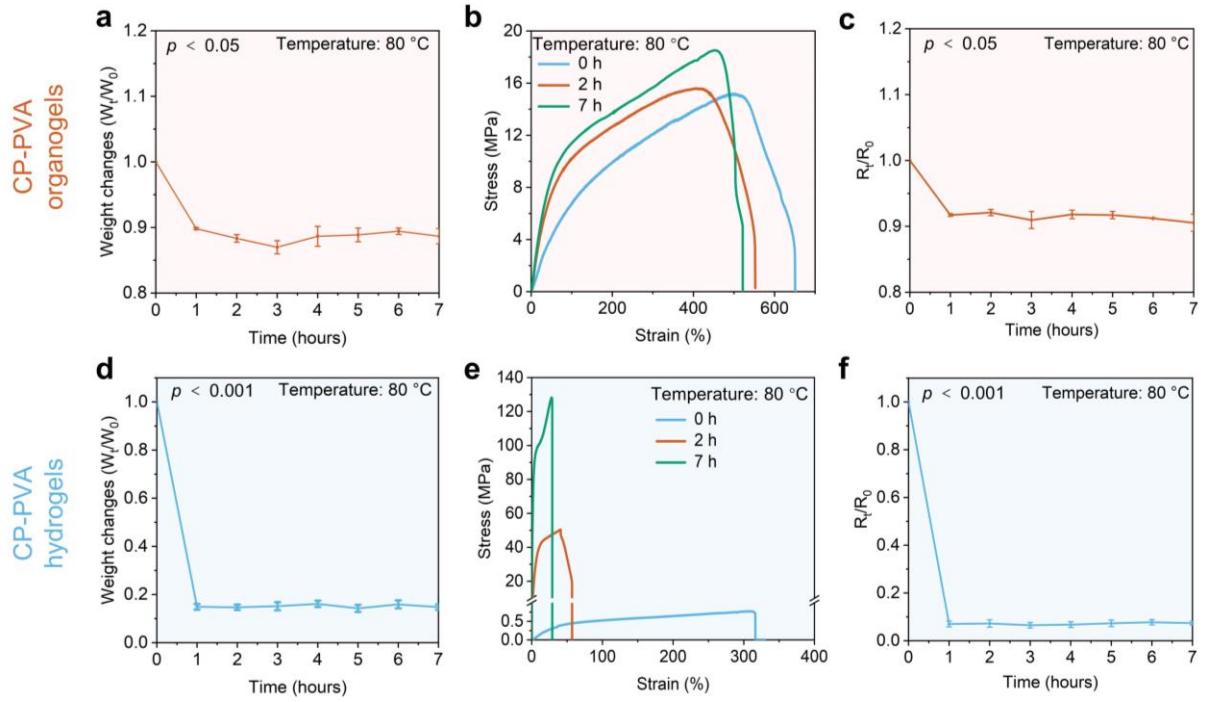 CP-PVA
organogels
a
p < 0.05
Temperature: 80 °C
Weight changes (Wt/W0)
1.2
1.1
1.0
0.9
0.8
0 1 2 3 4 5 6 7
Time (hours)
b
Temperature: 80 °C
0 h
2 h
7 h
Stress (MPa)
20
16
12
8
4
0
0 200 400 600
Strain (%)
c
p < 0.05
Temperature: 80 °C
Rt/R0
1.2
1.1
1.0
0.9
0.8
0 1 2 3 4 5 6 7
Time (hours)
CP-PVA
hydrogels
d
p < 0.001
Temperature: 80 °C
Weight changes (Wt/W0)
1.0
0.8
0.6
0.4
0.2
0.0
0 1 2 3 4 5 6 7
Time (hours)
e
Temperature: 80 °C
0 h
2 h
7 h
Stress (MPa)
140
120
100
80
60
40
20
0.5
0.0
0 100 200 300 400
Strain (%)
f
p < 0.001
Temperature: 80 °C
Rt/R0
1.0
0.8
0.6
0.4
0.2
0.0
0 1 2 3 4 5 6 7
Time (hours)